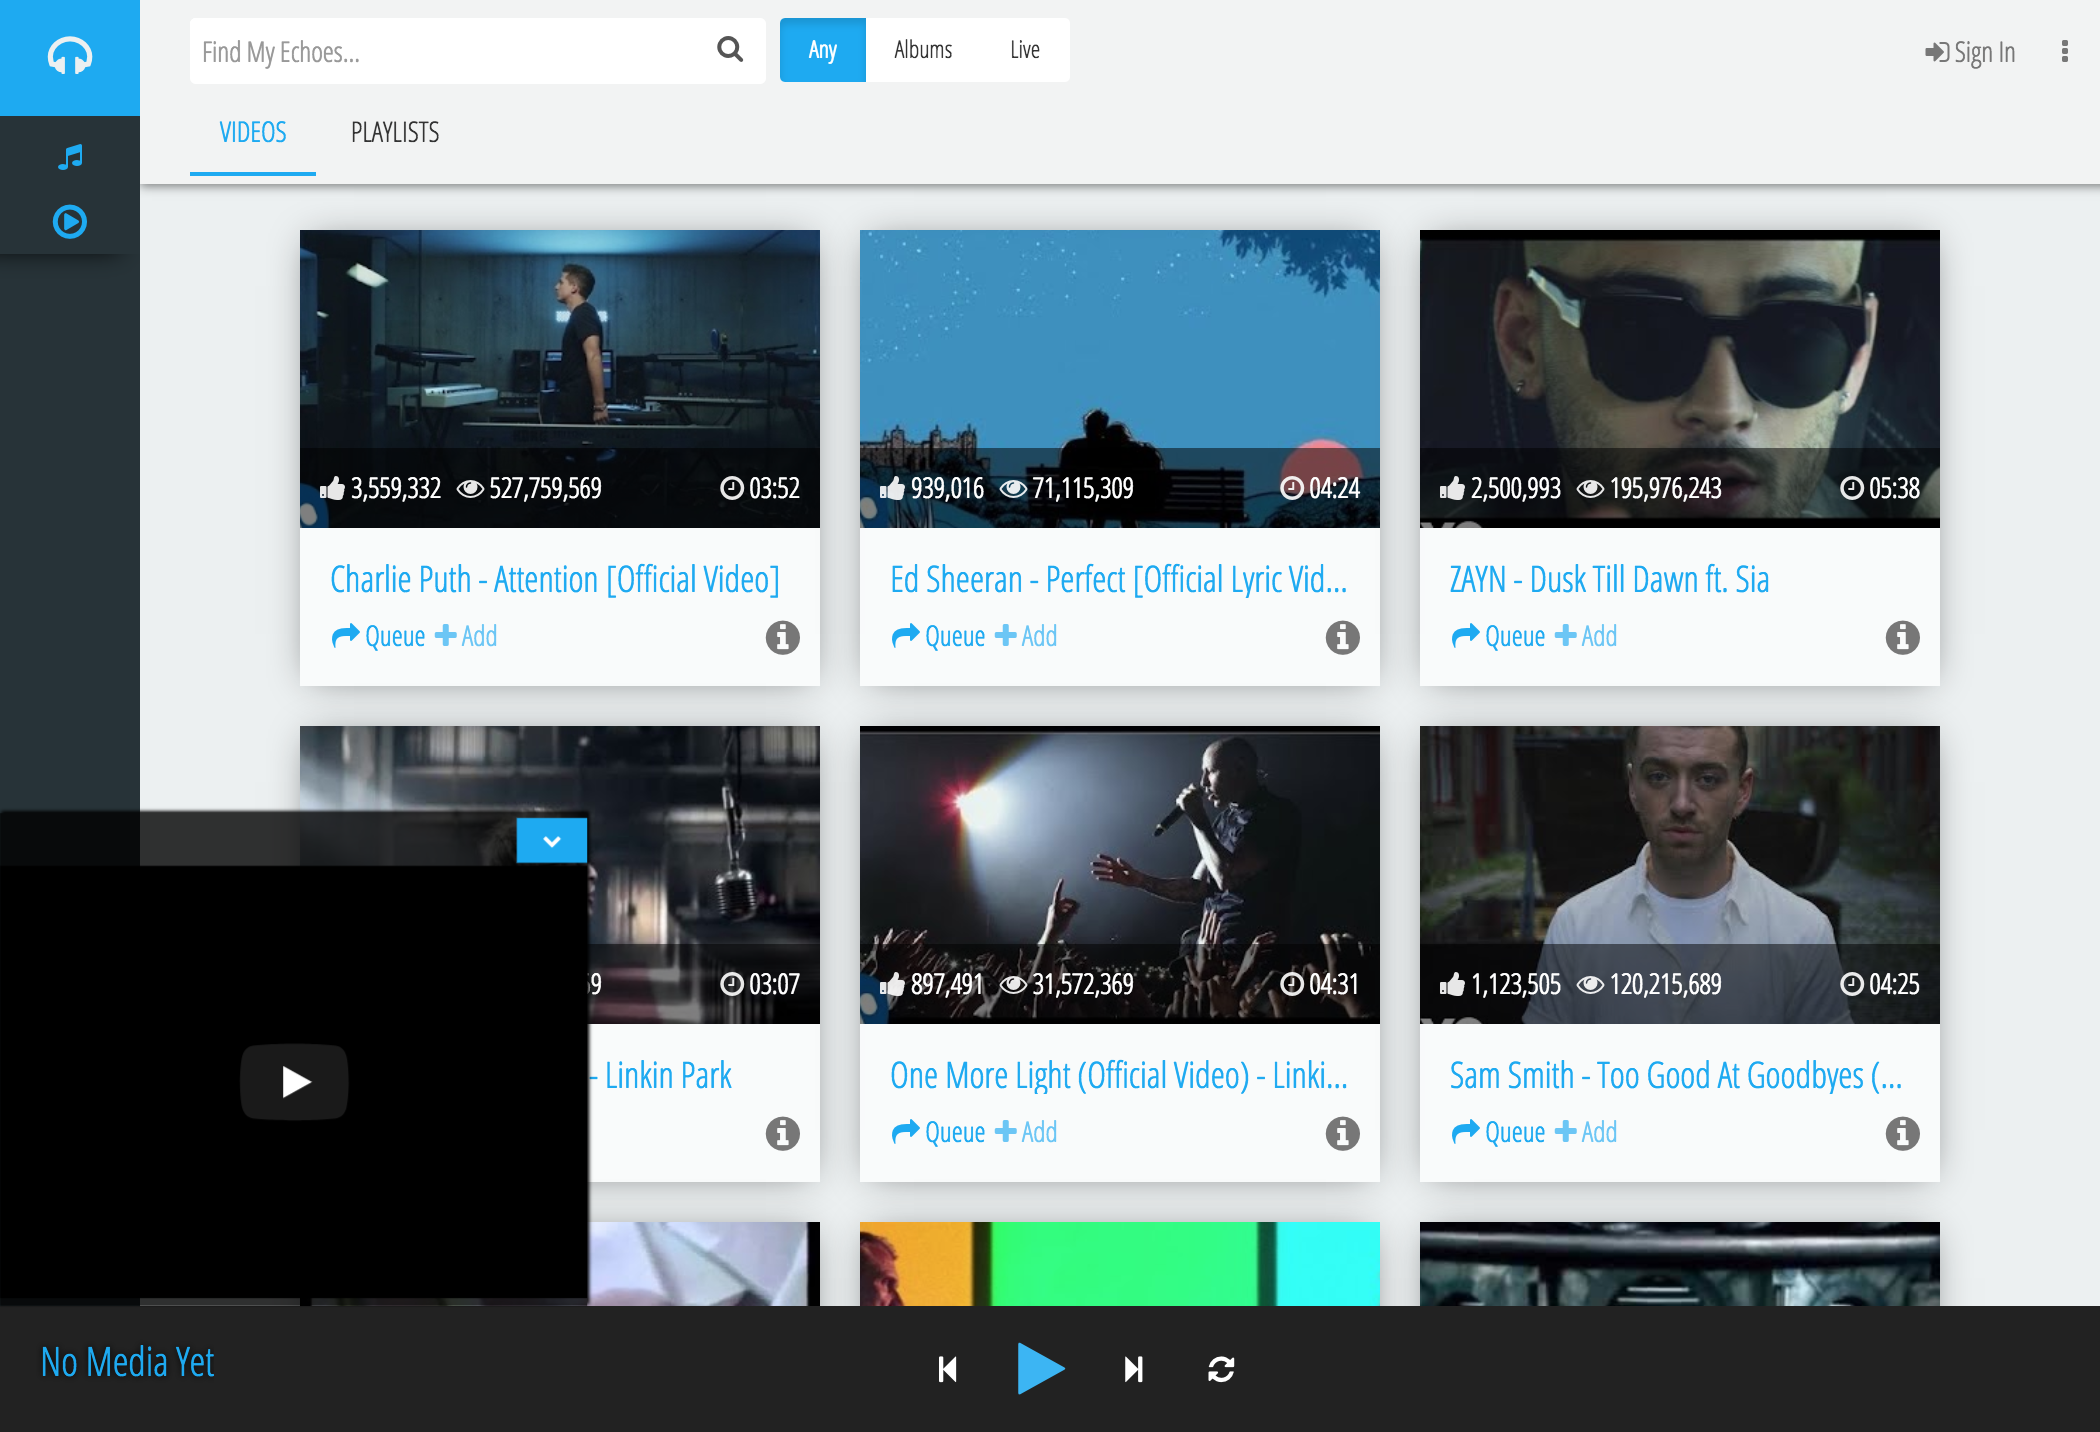 Find My Echoes...
Any
Albums
Live
Sign In
VIDEOS
PLAYLISTS
3,559,332
527,759,569
03:52
939,016
71,115,309
04:24
2,500,993
195,976,243
05:38
Charlie Puth - Attention [Official Video]
Ed Sheeran - Perfect [Official Lyric Vid...
ZAYN - Dusk Till Dawn ft. Sia
Queue
Add
Queue
Add
Queue
Add
9
03:07
897,491
31,572,369
04:31
1,123,505
120,215,689
04:25
- Linkin Park
One More Light (Official Video) - Linki...
Sam Smith - Too Good At Goodbyes (...
Queue
Add
Queue
Add
No Media Yet